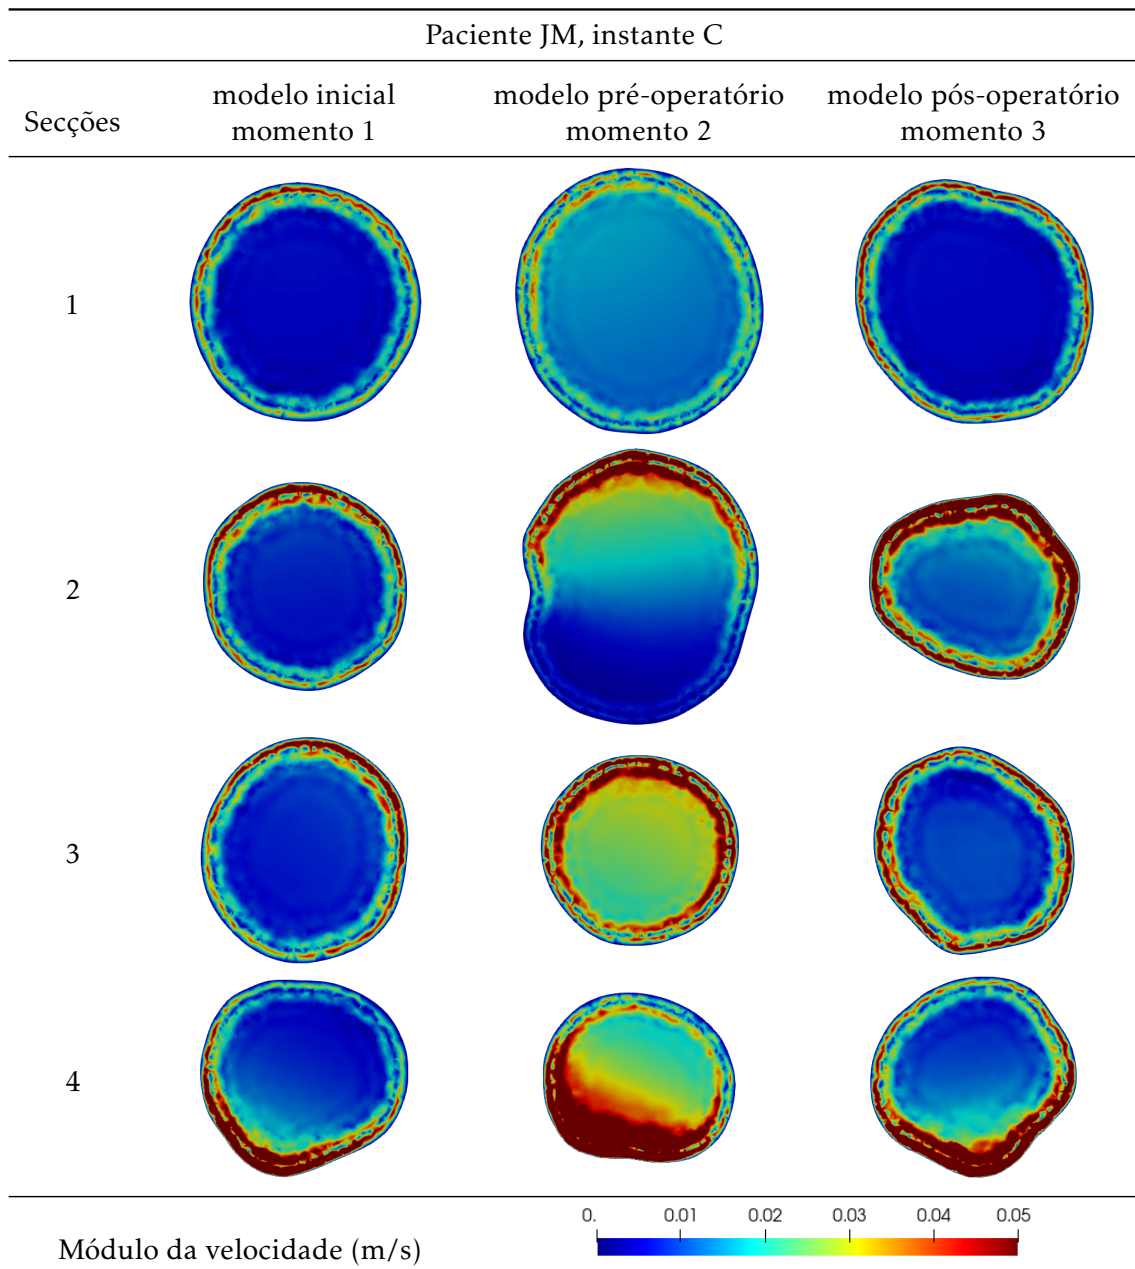 Paciente JM, instante C
Secções
modelo inicial
momento 1
modelo pré-operatório
momento 2
modelo pós-operatório
momento 3
1
2
3
4
Módulo da velocidade (m/s)
0. 0.01 0.02 0.03 0.04 0.05